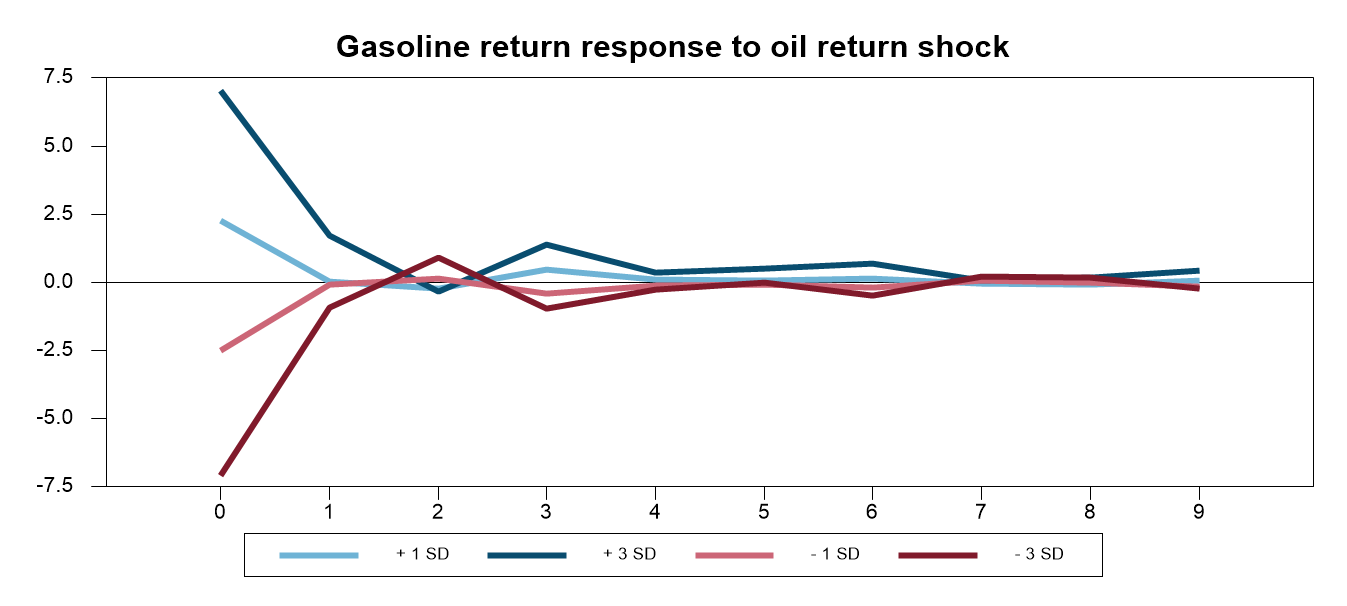 Gasoline return response to oil return shock
7.5
5.0
2.5
0.0
-2.5
-5.0
-7.5
0 1 2 3 4 5 6 7 8 9
+ 1 SD + 3 SD - 1 SD - 3 SD